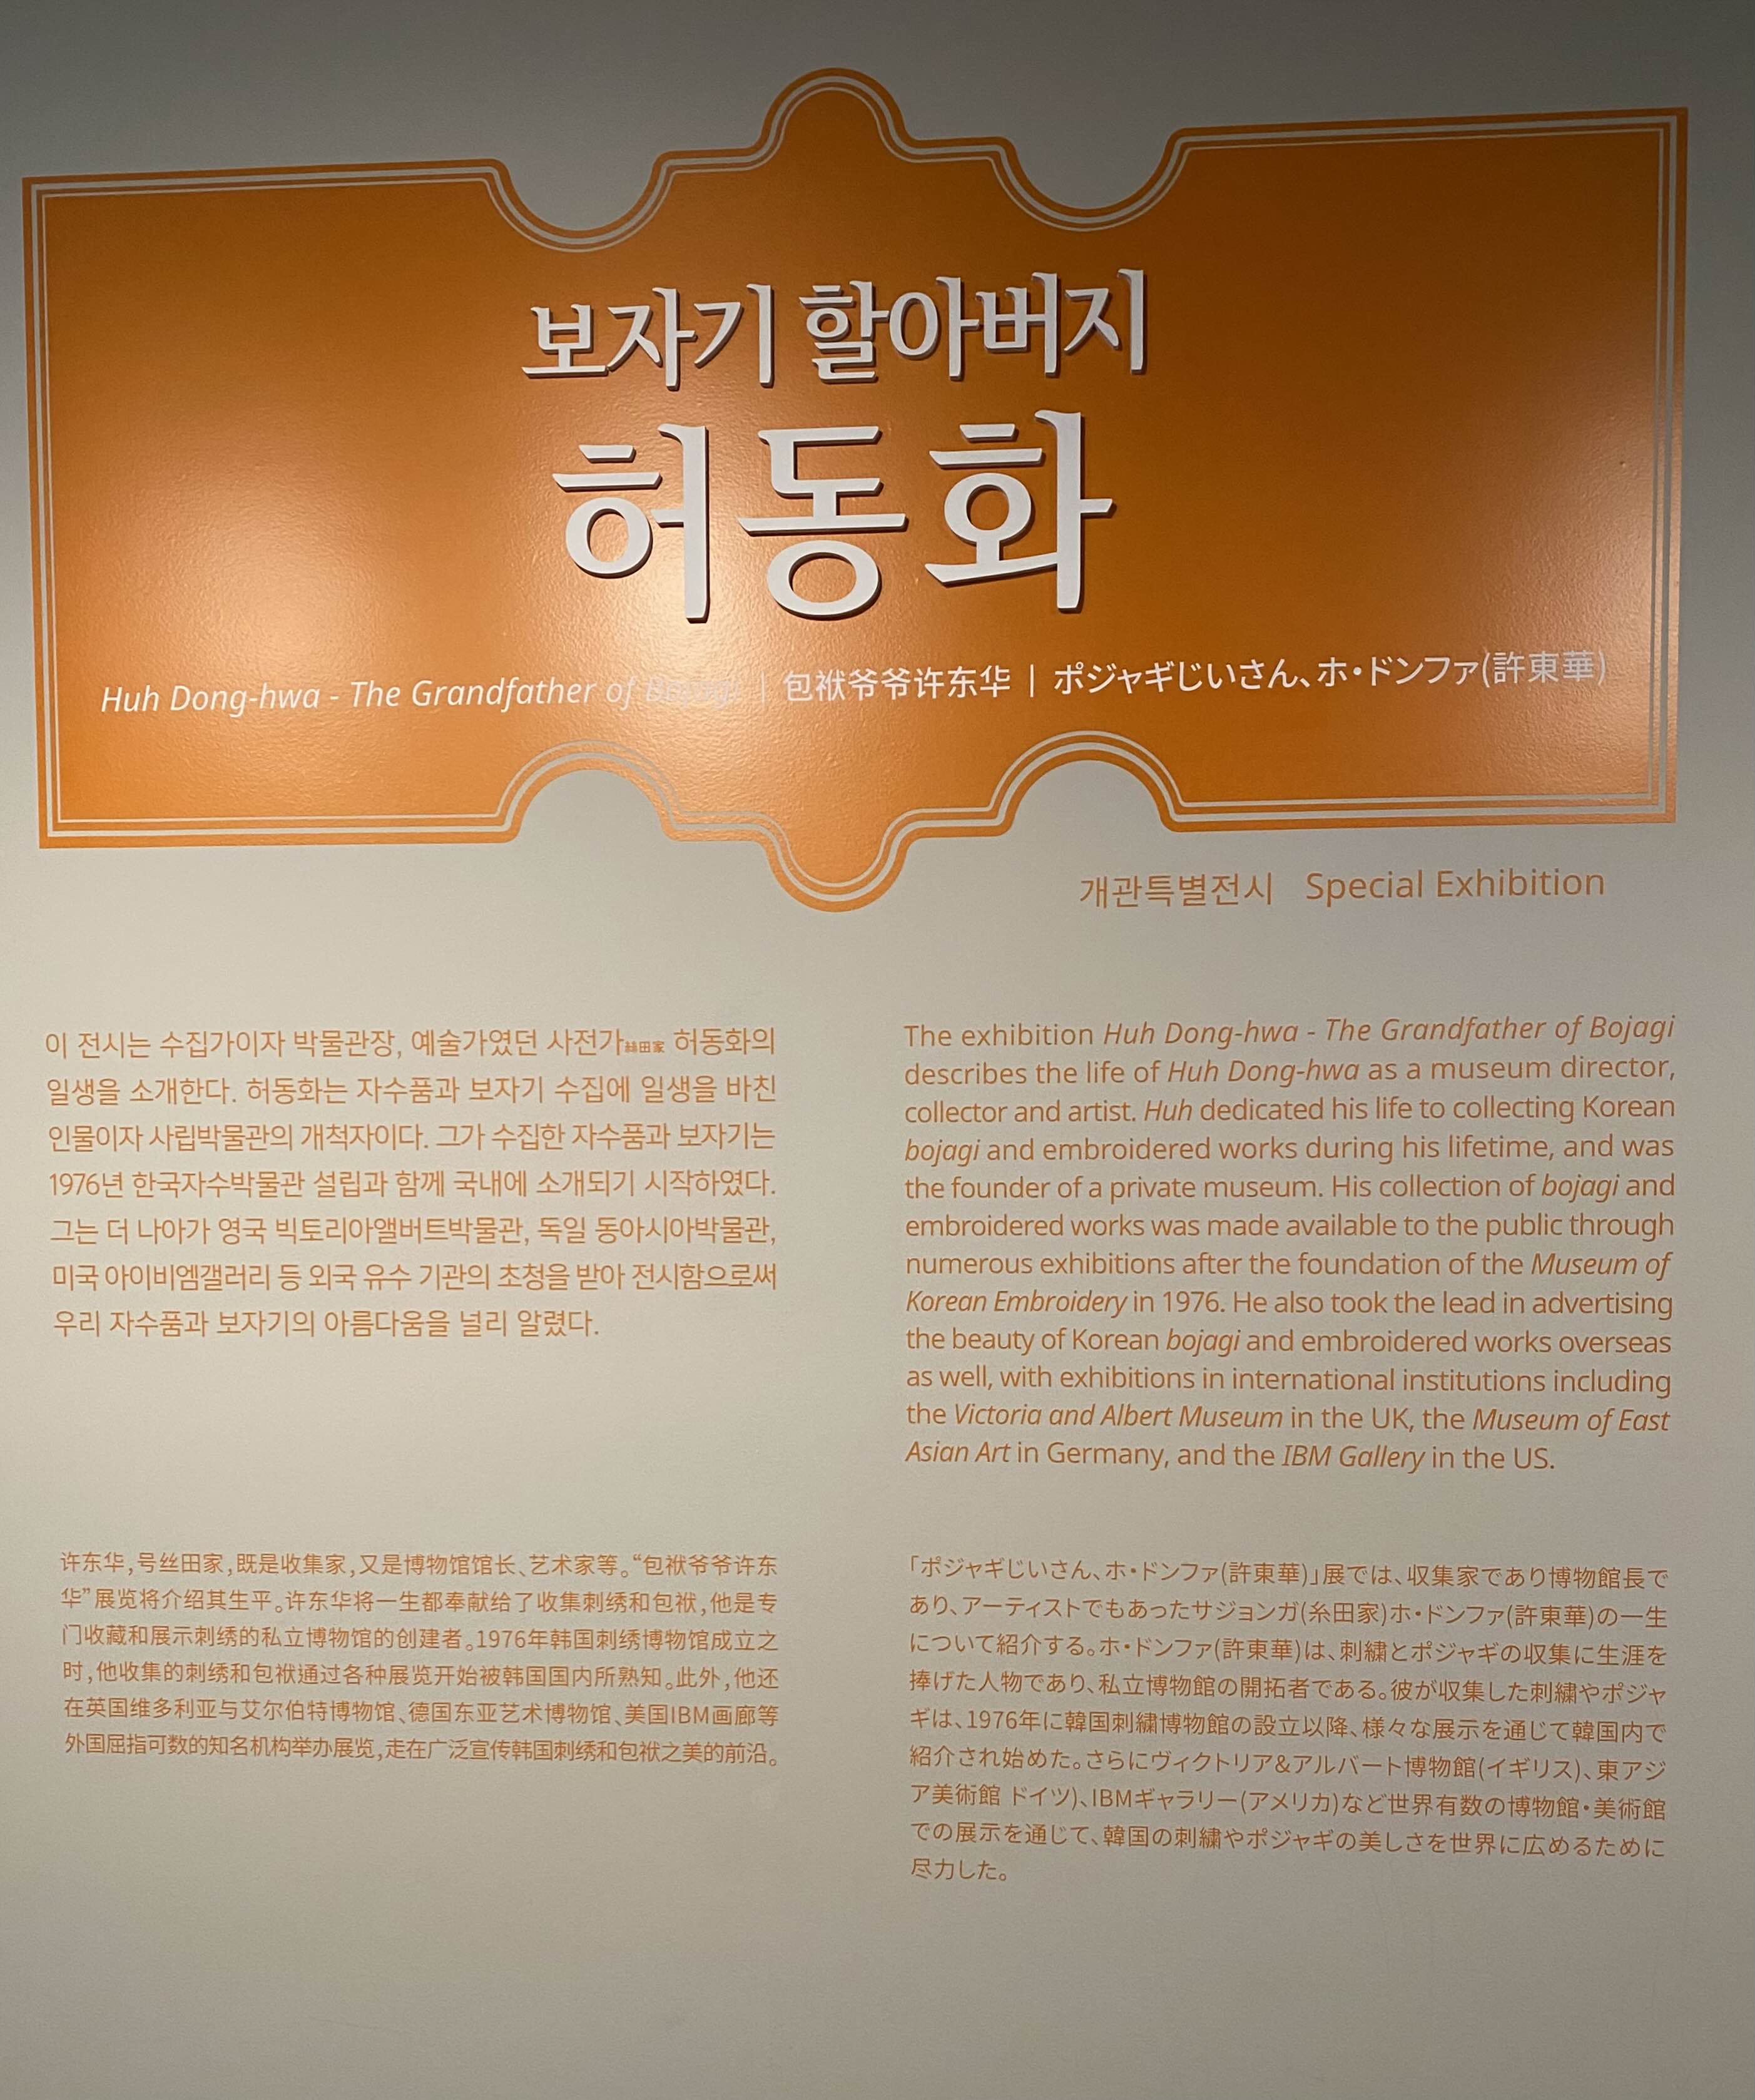 보자기 할아버지
허동화
Huh Dong-hwa - The Grandfather of Bojagi | 包袱爷爷许东华 | ポジャギじいさん、ホ・ドンファ(許東華)
개관특별전시 Special Exhibition
이 전시는 수집가이자 박물관장, 예술가였던 사전가絲田家 허동화의
일생을 소개한다. 허동화는 자수품과 보자기 수집에 일생을 바친
인물이자 사립박물관의 개척자이다. 그가 수집한 자수품과 보자기는
1976년 한국자수박물관 설립과 함께 국내에 소개되기 시작하였다.
그는 더 나아가 영국 빅토리아앨버트박물관, 독일 동아시아박물관,
미국 아이비엠갤러리 등 외국 유수 기관의 초청을 받아 전시함으로써
우리 자수품과 보자기의 아름다움을 널리 알렸다.
The exhibition Huh Dong-hwa - The Grandfather of Bojagi
describes the life of Huh Dong-hwa as a museum director,
collector and artist. Huh dedicated his life to collecting Korean
bojagi and embroidered works during his lifetime, and was
the founder of a private museum. His collection of bojagi and
embroidered works was made available to the public through
numerous exhibitions after the foundation of the Museum of
Korean Embroidery in 1976. He also took the lead in advertising
the beauty of Korean bojagi and embroidered works overseas
as well, with exhibitions in international institutions including
the Victoria and Albert Museum in the UK, the Museum of East
Asian Art in Germany, and the IBM Gallery in the US.
许东华,号丝田家,既是收集家,又是博物馆馆长、艺术家等。“包袱爷爷许东
华”展览将介绍其生平。许东华将一生都奉献给了收集刺绣和包袱,他是专
门收藏和展示刺绣的私立博物馆的创建者。1976年韩国刺绣博物馆成立之
时,他收集的刺绣和包袱通过各种展览开始被韩国国内所熟知。此外,他还
在英国维多利亚与艾尔伯特博物馆、德国东亚艺术博物馆、美国IBM画廊等
外国屈指可数的知名机构举办展览,走在广泛宣传韩国刺绣和包袱之美的前沿。
「ポジャギじいさん、ホ・ドンファ(許東華)」展では、収集家であり博物館長で
あり、アーティストでもあったサジョンガ(糸田家)ホ・ドンファ(許東華)の一生
について紹介する。ホ・ドンファ(許東華)は、刺繍とポジャギの収集に生涯を
捧げた人物であり、私立博物館の開拓者である。彼が収集した刺繍やポジャ
ギは、1976年に韓国刺繍博物館の設立以降、様々な展示を通じて韓国内で
紹介され始めた。さらにヴィクトリア&アルバート博物館(イギリス)、東アジ
ア美術館 ドイツ)、IBMギャラリー(アメリカ)など世界有数の博物館・美術館
での展示を通じて、韓国の刺繍やポジャギの美しさを世界に広めるために
尽力した。